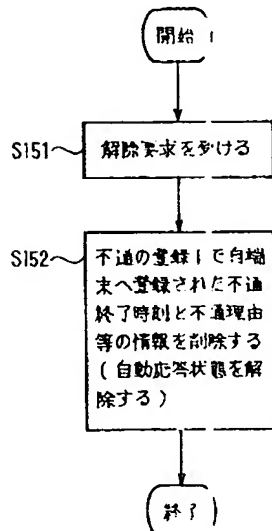 開始
S151
解除要求を受ける
S152
不通の登録1で自端
末へ登録された不通
終了時刻と不通理由
等の情報を削除する
(自動応答状態を
解除する)
終了